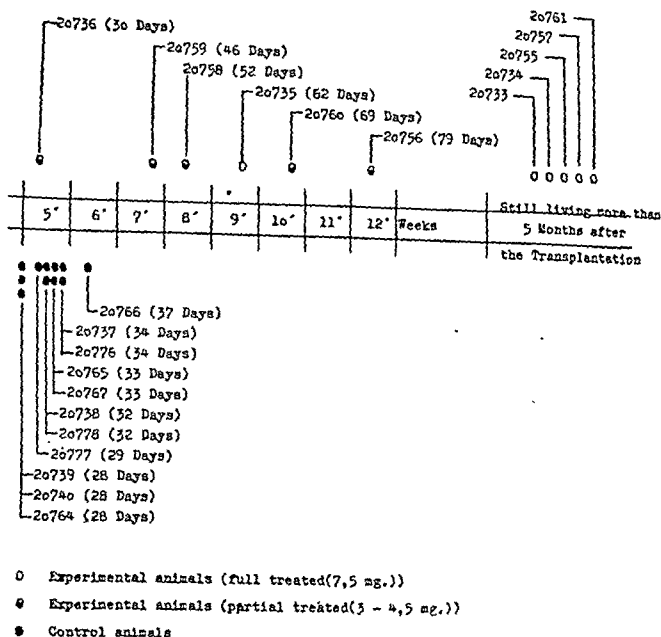 20736 (30 Days)
20759 (46 Days)
20758 (52 Days)
20735 (62 Days)
20760 (69 Days)
20756 (79 Days)
20761
20757
20755
20734
20733
5' 6' 7' 8' 9' 10' 11' 12' Weeks
Still living more than
5 Months after
the Transplantation
20766 (37 Days)
20737 (34 Days)
20776 (34 Days)
20765 (33 Days)
20767 (33 Days)
20738 (32 Days)
20778 (32 Days)
20777 (29 Days)
20739 (28 Days)
20740 (28 Days)
20764 (28 Days)
Experimental animals (full treated(7,5 mg.))
Experimental animals (partial treated(3 - 4,5 mg.))
Control animals